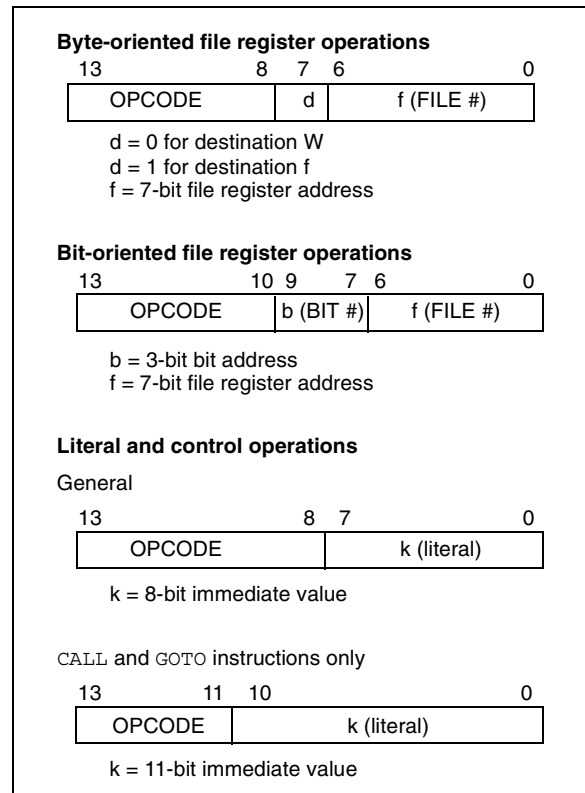 Byte-oriented file register operations
13 8 7 6 0
OPCODE d f (FILE #)
d = 0 for destination W
d = 1 for destination f
f = 7-bit file register address
Bit-oriented file register operations
13 10 9 7 6 0
OPCODE b (BIT #) f (FILE #)
b = 3-bit bit address
f = 7-bit file register address
Literal and control operations
General
13 8 7 0
OPCODE k (literal)
k = 8-bit immediate value
CALL and GOTO instructions only
13 11 10 0
OPCODE k (literal)
k = 11-bit immediate value